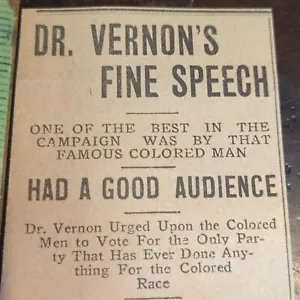 DR. VERNON'S
FINE SPEECH
ONE OF THE BEST IN THE
CAMPAIGN WAS BY THAT
FAMOUS COLORED MAN
HAD A GOOD AUDIENCE
Dr. Vernon Urged Upon the Colored
Men to Vote For the Only Par-
ty That Has Ever Done Any-
thing For the Colored
Race